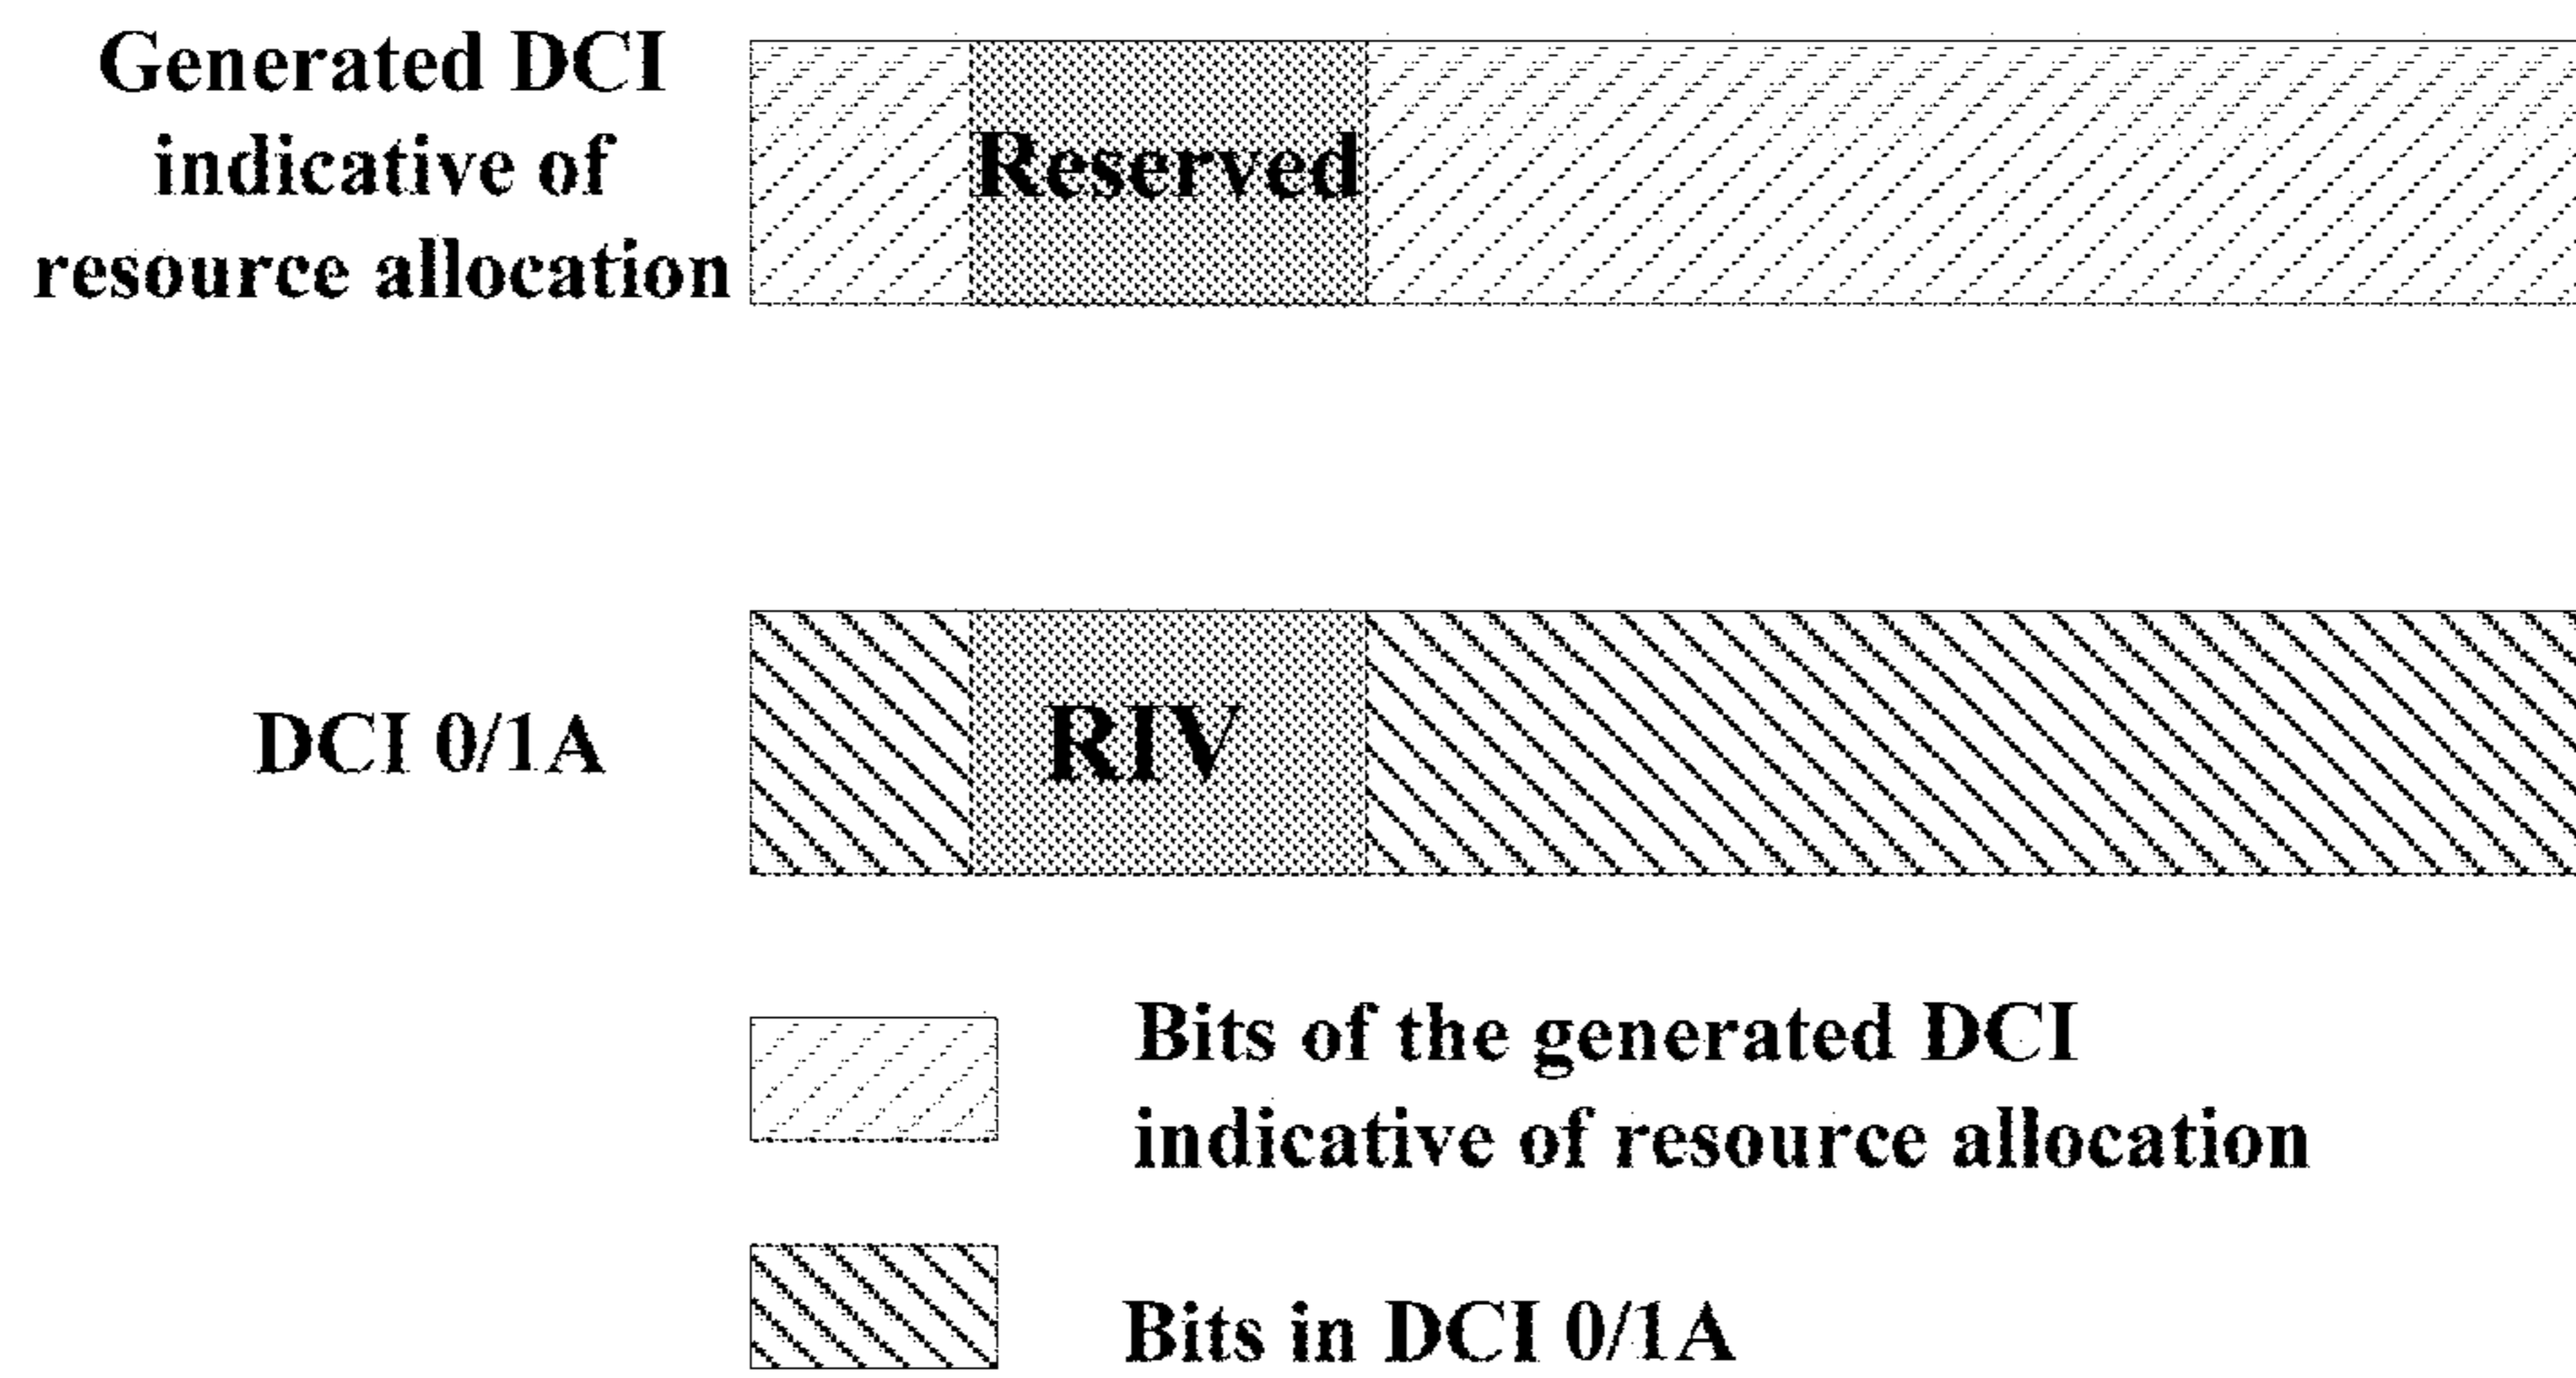 Generated DCI
indicative of
resource allocation
Reserved
DCI 0/1A
RIV
Bits of the generated DCI
indicative of resource allocation
Bits in DCI 0/1A